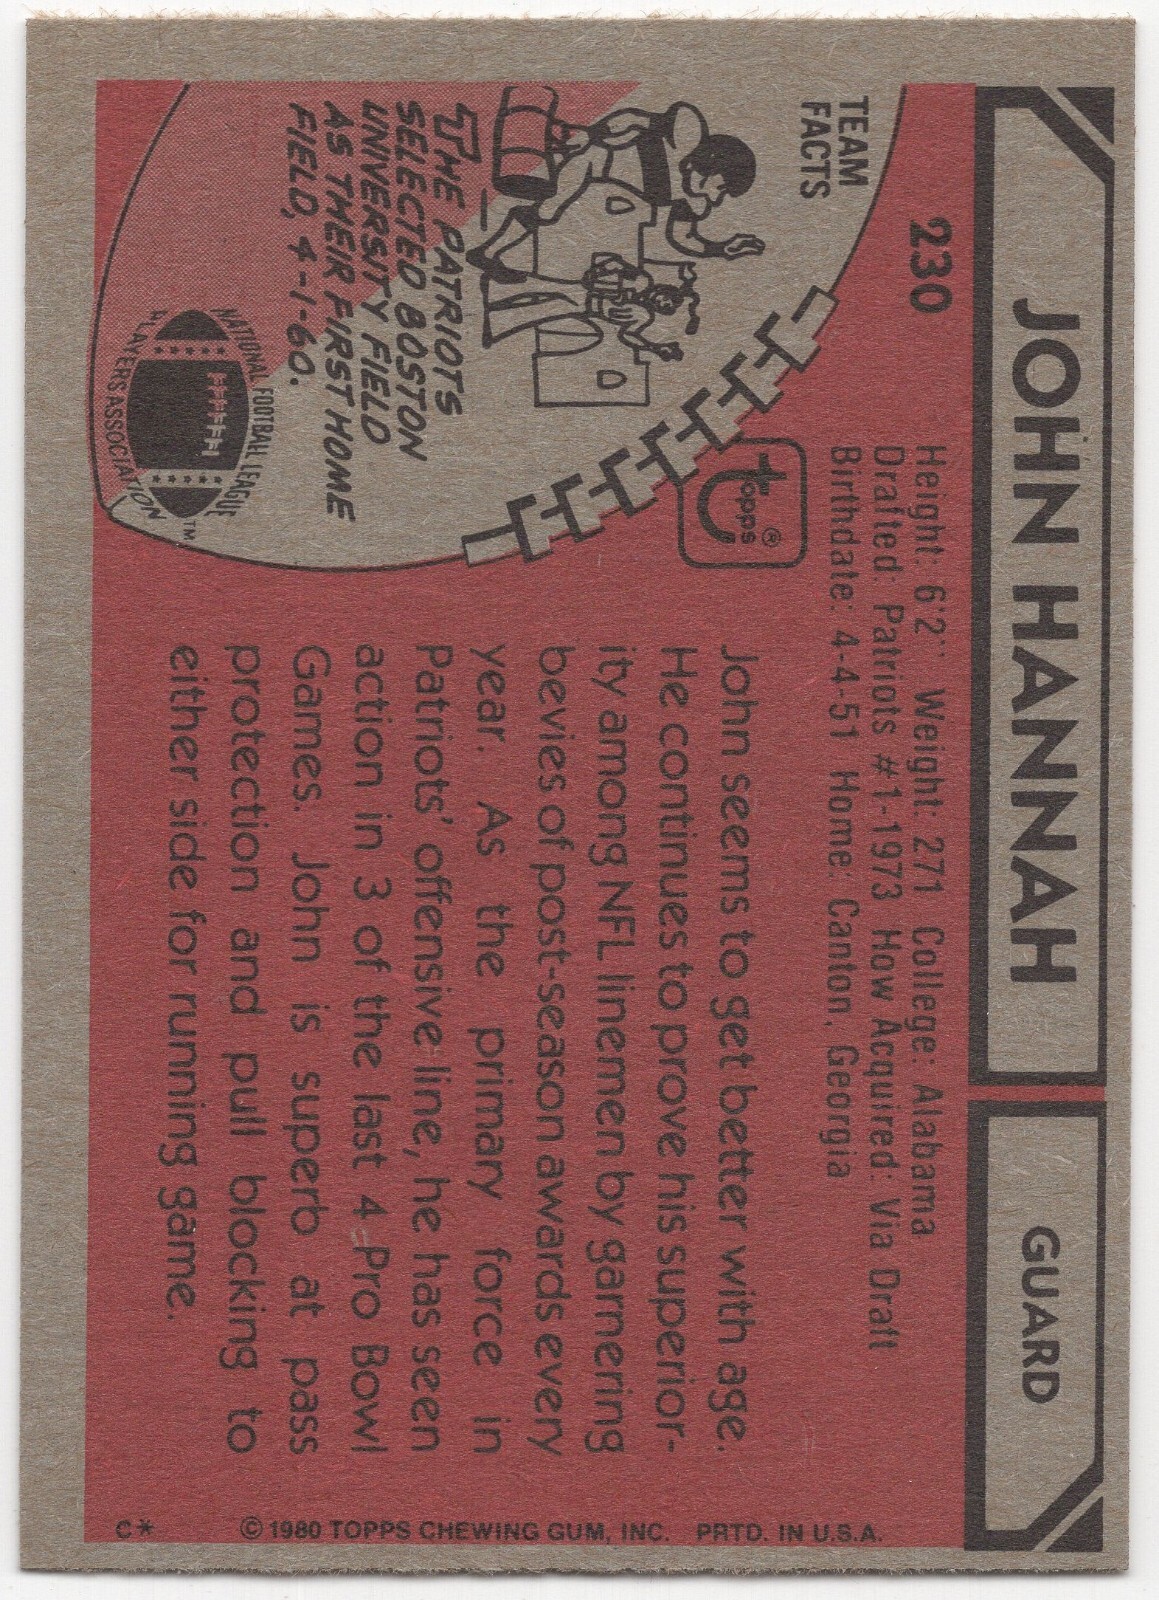 JOHN HANNAH
GUARD
230
Height: 6'2" Weight: 271 College: Alabama
Drafted: Patriots #1-1973 How Acquired: Via Draft
Birthdate: 4-4-51 Home: Canton, Georgia
TEAM
FACTS
THE PATRIOTS
SELECTED BOSTON
UNIVERSITY FIELD
AS THEIR FIRST HOME
FIELD, 4-1-60.
NATIONAL FOOTBALL LEAGUE
PLAYERS ASSOCIATION
TM
topps®
John seems to get better with age.
He continues to prove his superior-
ity among NFL linemen by garnering
bevies of post-season awards every
year. As the primary force in
Patriots' offensive line, he has seen
action in 3 of the last 4 Pro Bowl
Games. John is superb at pass
protection and pull blocking to
either side for running game.
C* © 1980 TOPPS CHEWING GUM, INC. PRTD. IN U.S.A.